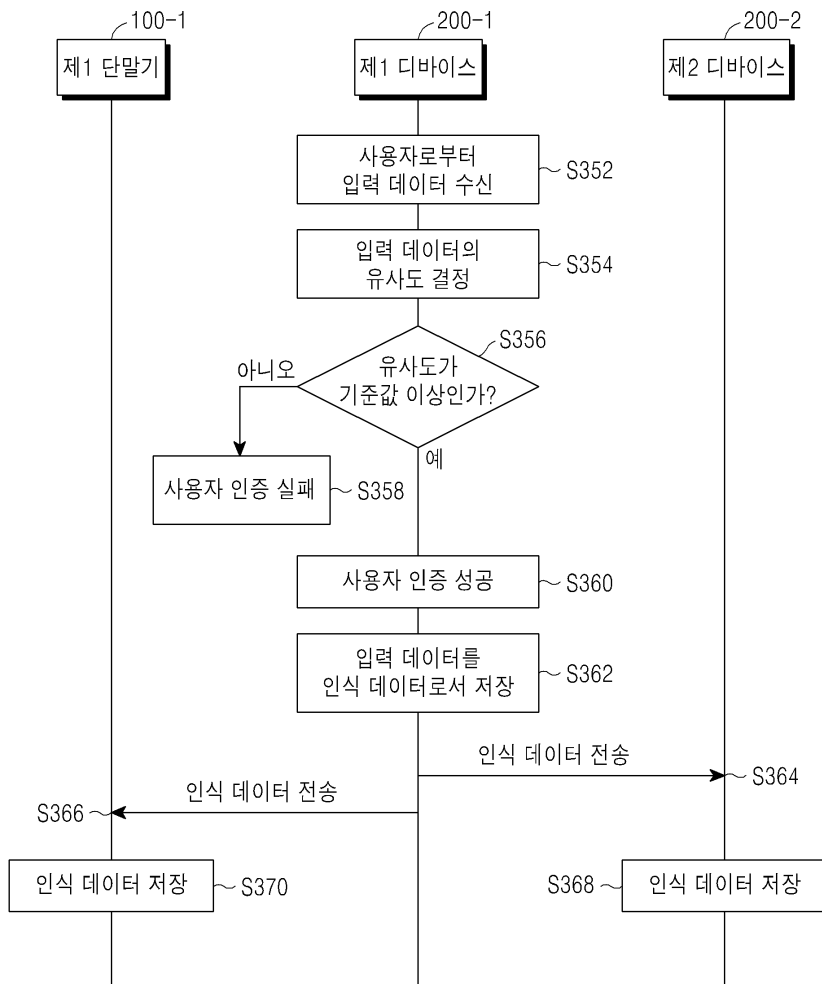 100-1
200-1
200-2
제1 단말기
제1 디바이스
제2 디바이스
사용자로부터
입력 데이터 수신
S352
입력 데이터의
유사도 결정
S354
S356
아니오
유사도가
기준값 이상인가?
예
사용자 인증 실패
S358
사용자 인증 성공
S360
입력 데이터를
인식 데이터로서 저장
S362
인식 데이터 전송
S364
인식 데이터 전송
S366
인식 데이터 저장
S370
S368
인식 데이터 저장